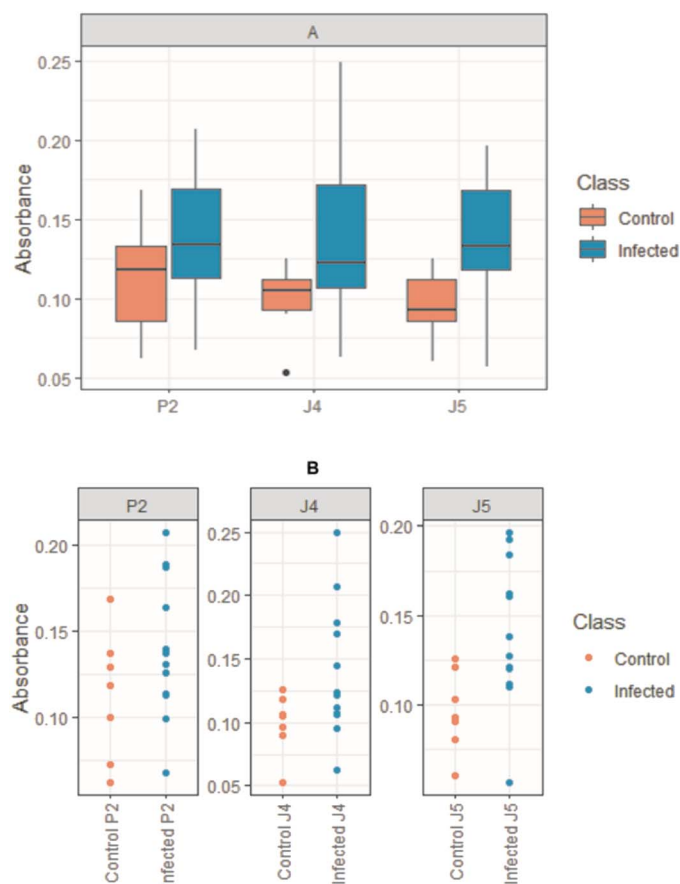 A
Absorbance
0.25
0.20
0.15
0.10
0.05
P2 J4 J5
Class
Control
Infected
B
P2 J4 J5
Absorbance
0.20
0.15
0.10
0.25
0.20
0.15
0.10
0.05
0.20
0.15
0.10
Control P2
nfected P2
Control J4
Infected J4
Control J5
Infected J5
Class
Control
Infected